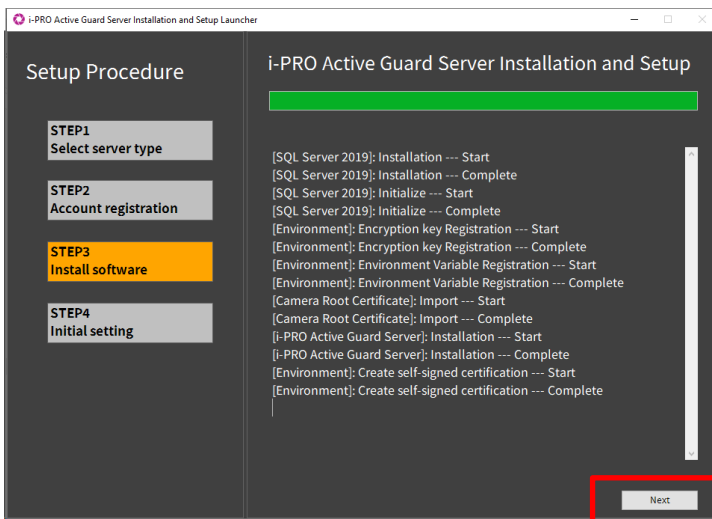 i-PRO Active Guard Server Installation and Setup Launcher
Setup Procedure
STEP1
Select server type
STEP2
Account registration
STEP3
Install software
STEP4
Initial setting
i-PRO Active Guard Server Installation and Setup
[SQL Server 2019]: Installation --- Start
[SQL Server 2019]: Installation --- Complete
[SQL Server 2019]: Initialize --- Start
[SQL Server 2019]: Initialize --- Complete
[Environment]: Encryption key Registration --- Start
[Environment]: Encryption key Registration --- Complete
[Environment]: Environment Variable Registration --- Start
[Environment]: Environment Variable Registration --- Complete
[Camera Root Certificate]: Import --- Start
[Camera Root Certificate]: Import --- Complete
[i-PRO Active Guard Server]: Installation --- Start
[i-PRO Active Guard Server]: Installation --- Complete
[Environment]: Create self-signed certification --- Start
[Environment]: Create self-signed certification --- Complete
Next